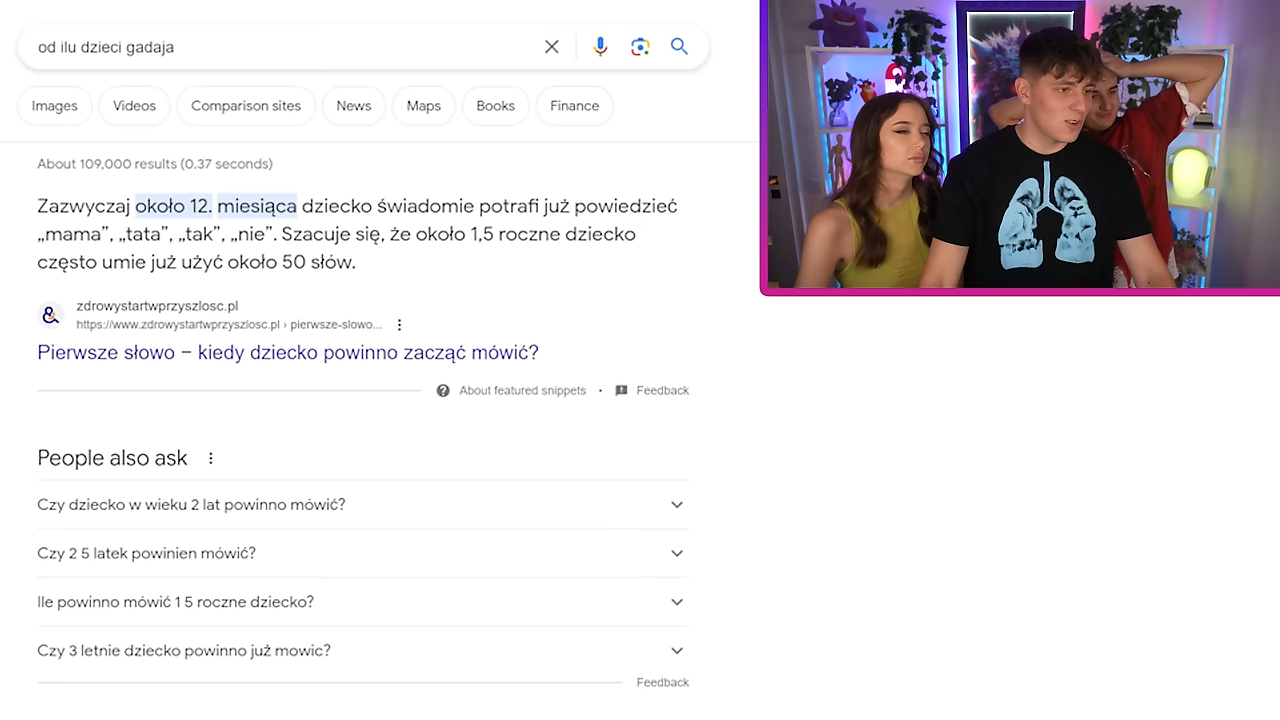 od ilu dzieci gadaja
Images
Videos
Comparison sites
News
Maps
Books
Finance
About 109,000 results (0.37 seconds)
Zazwyczaj około 12. miesiąca dziecko świadomie potrafi już powiedzieć
„mama”, „tata”, „tak”, „nie”. Szacuje się, że około 1,5 roczne dziecko
często umie już użyć około 50 słów.
zdrowystartwprzyszlosc.pl
https://www.zdrowystartwprzyszlosc.pl › pierwsze-slowo...
Pierwsze słowo – kiedy dziecko powinno zacząć mówić?
About featured snippets • Feedback
People also ask
Czy dziecko w wieku 2 lat powinno mówić?
Czy 2 5 latek powinien mówić?
Ile powinno mówić 1 5 roczne dziecko?
Czy 3 letnie dziecko powinno już mowic?
Feedback